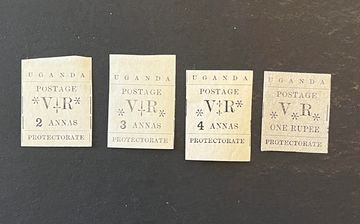 UGANDA
POSTAGE
*V‡R*
2 ANNAS
PROTECTORATE
UGANDA
POSTAGE
*V‡R*
3 ANNAS
PROTECTORATE
UGANDA
POSTAGE
*V‡R*
4 ANNAS
PROTECTORATE
UGANDA
POSTAGE
*V*R*
ONE RUPEE
PROTECTORATE